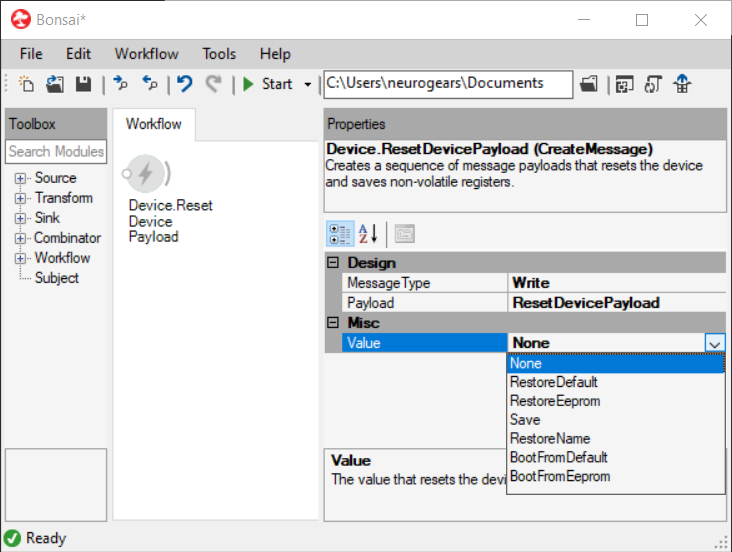 Bonsai*
File Edit Workflow Tools Help
Start C:\Users\neurogears\Documents
Toolbox
Search Modules
Source
Transform
Sink
Combinator
Workflow
Subject
Workflow
Device.Reset
Device
Payload
Properties
Device.ResetDevicePayload (CreateMessage)
Creates a sequence of message payloads that resets the device
and saves non-volatile registers.
Design
MessageType Write
Payload ResetDevicePayload
Misc
Value None
None
RestoreDefault
RestoreEeprom
Save
RestoreName
BootFromDefault
BootFromEeprom
Value
The value that resets the devi
Ready